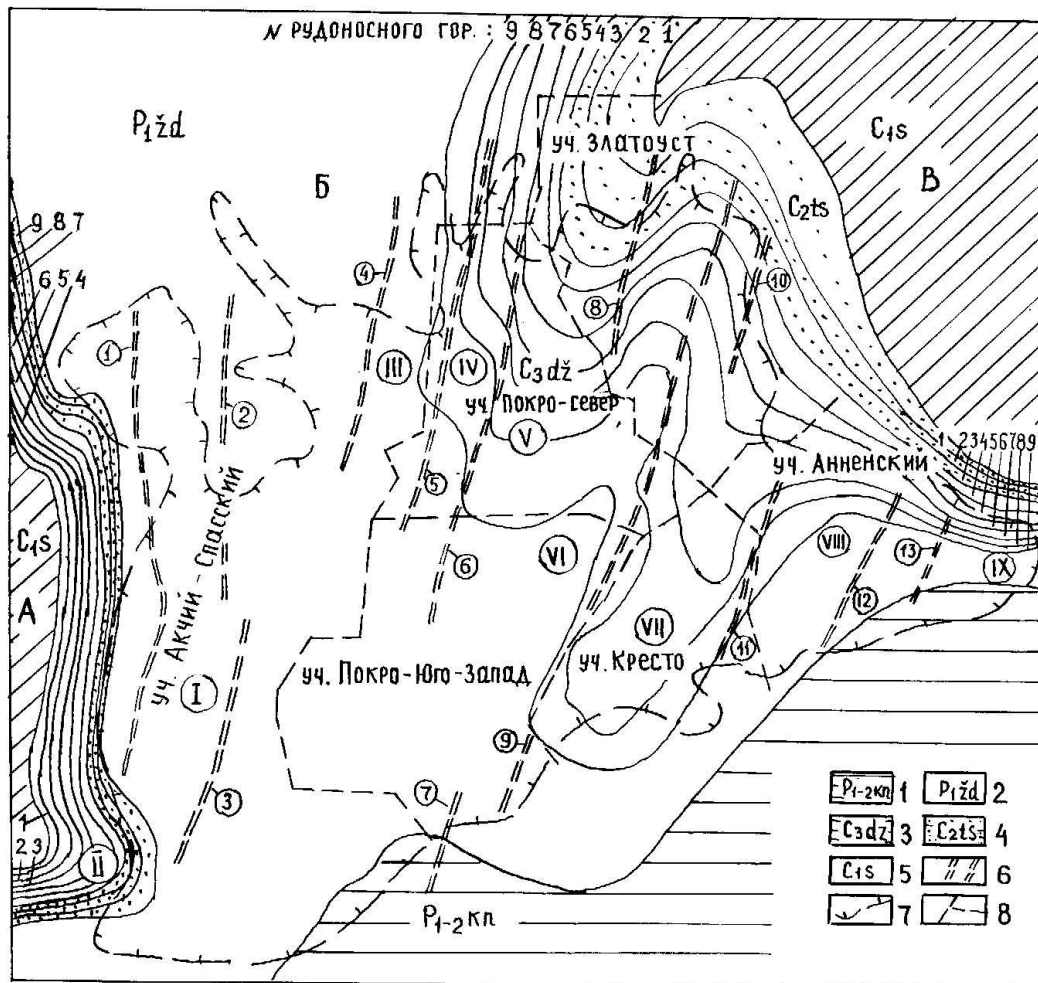 N РУДОНОСНОГО ГОР. : 9 8 7 6 5 4 3 2 1
P₁žd
C₁s
уч. Златоуст
Б
В
C₂ts
9 8 7
6 5 4
4
10
1
8
III
IV
C₃dž
2
уч. Покро-север
V
1 2 3 4 5 6 7 8 9
уч. Анненский
5
C₁s
VI
VIII
13
6
IX
А
12
уч. Акчий-Спасский
VII
11
I
уч. Покро-Юго-Запад
уч. Кресто
9
3
7
1
2 3
II
P₁₋₂кп
P₁₋₂кп 1
P₁žd 2
C₃dž 3
C₂ts 4
C₁s 5
6
7
8